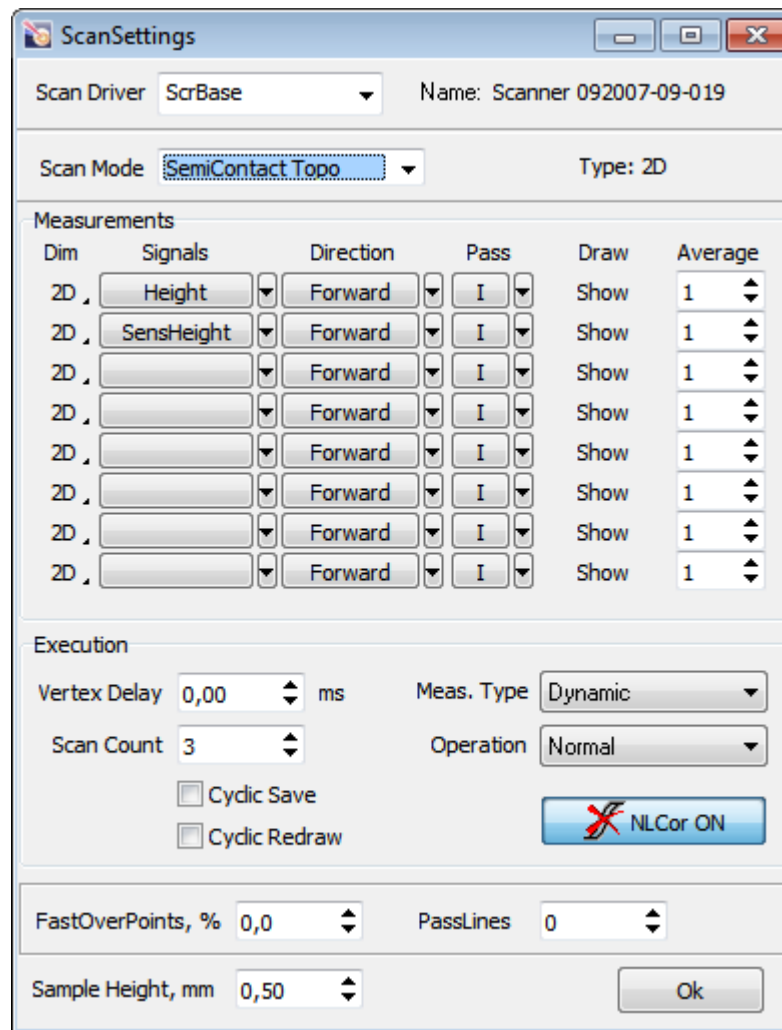 ScanSettings
Scan Driver ScrBase Name: Scanner 092007-09-019
Scan Mode SemiContact Topo Type: 2D
Measurements
Dim Signals Direction Pass Draw Average
2D Height Forward I Show 1
2D SensHeight Forward I Show 1
2D Forward I Show 1
2D Forward I Show 1
2D Forward I Show 1
2D Forward I Show 1
2D Forward I Show 1
2D Forward I Show 1
Execution
Vertex Delay 0,00 ms Meas. Type Dynamic
Scan Count 3 Operation Normal
Cyclic Save
Cyclic Redraw
NLCor ON
FastOverPoints, % 0,0 PassLines 0
Sample Height, mm 0,50 Ok